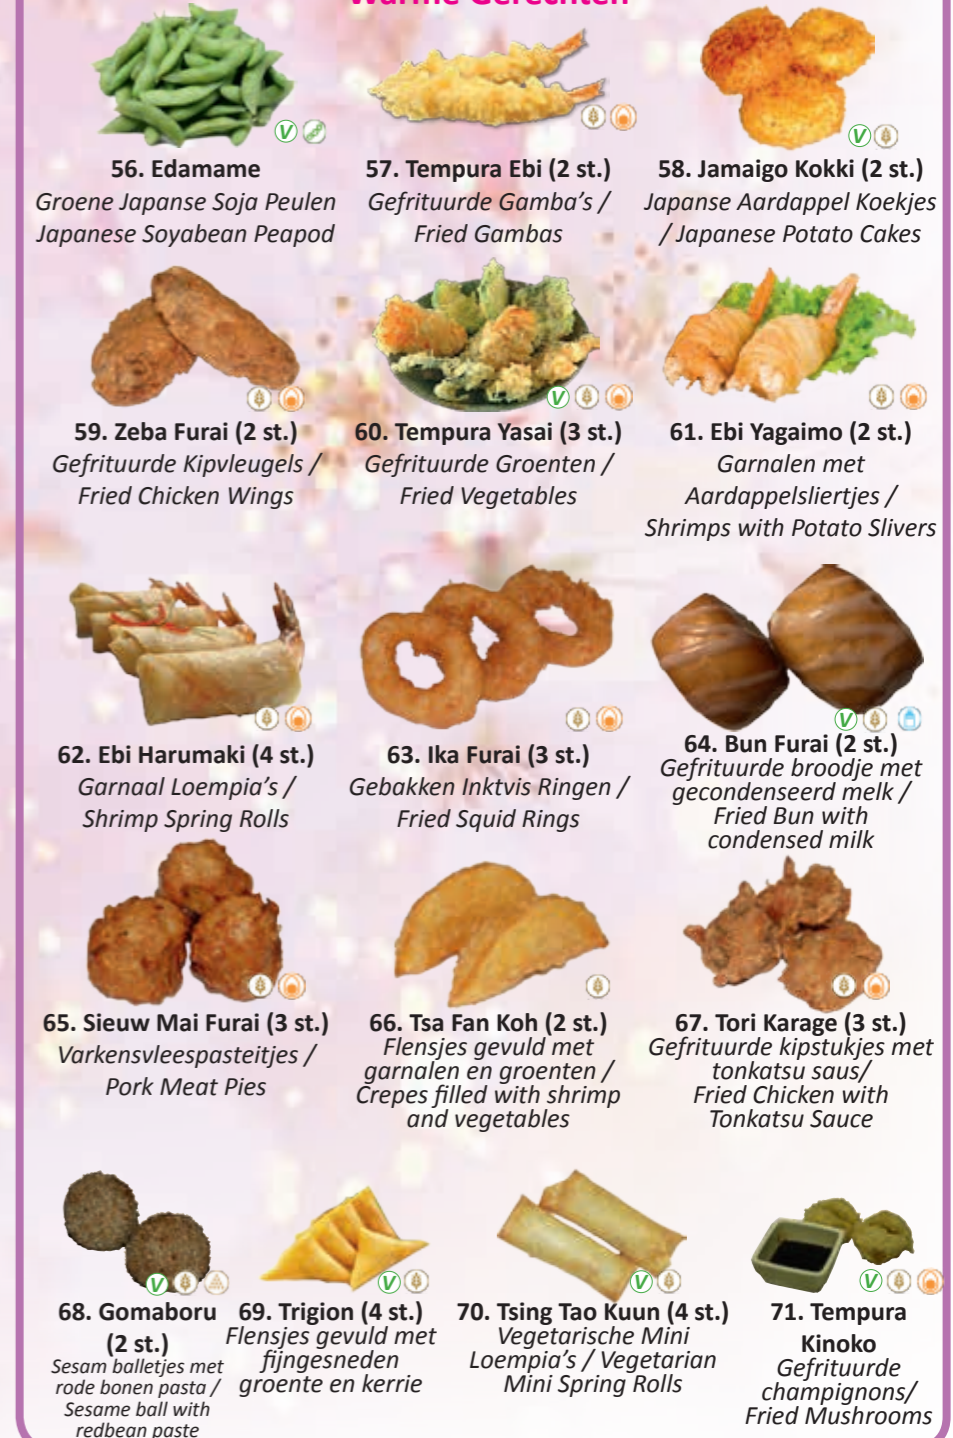 Warme Gerechten
56. Edamame
Groene Japanse Soja Peulen
Japanese Soyabean Peapod
57. Tempura Ebi (2 st.)
Gefrituurde Gamba's /
Fried Gambas
58. Jamaigo Kokki (2 st.)
Japanse Aardappel Koekjes
/ Japanese Potato Cakes
59. Zeba Furai (2 st.)
Gefrituurde Kipvleugels /
Fried Chicken Wings
60. Tempura Yasai (3 st.)
Gefrituurde Groenten /
Fried Vegetables
61. Ebi Yagaimo (2 st.)
Garnalen met
Aardappelsliertjes /
Shrimps with Potato Slivers
62. Ebi Harumaki (4 st.)
Garnaal Loempia's /
Shrimp Spring Rolls
63. Ika Furai (3 st.)
Gebakken Inktvis Ringen /
Fried Squid Rings
64. Bun Furai (2 st.)
Gefrituurde broodje met
gecondenseerd melk /
Fried Bun with
condensed milk
65. Sieuw Mai Furai (3 st.)
Varkensvleespasteitjes /
Pork Meat Pies
66. Tsa Fan Koh (2 st.)
Flensjes gevuld met
garnalen en groenten /
Crepes filled with shrimp
and vegetables
67. Tori Karage (3 st.)
Gefrituurde kipstukjes met
tonkatsu saus/
Fried Chicken with
Tonkatsu Sauce
68. Gomaboru
(2 st.)
Sesam balletjes met
rode bonen pasta /
Sesame ball with
redbean paste
69. Trigion (4 st.)
Flensjes gevuld met
fijngesneden
groente en kerrie
70. Tsing Tao Kuun (4 st.)
Vegetarische Mini
Loempia's / Vegetarian
Mini Spring Rolls
71. Tempura
Kinoko
Gefrituurde
champignons/
Fried Mushrooms